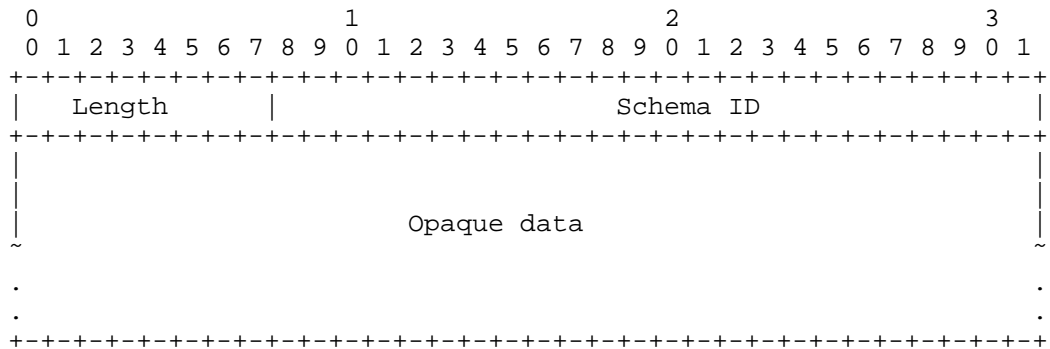 0                   1                   2                   3
 0 1 2 3 4 5 6 7 8 9 0 1 2 3 4 5 6 7 8 9 0 1 2 3 4 5 6 7 8 9 0 1
+-+-+-+-+-+-+-+-+-+-+-+-+-+-+-+-+-+-+-+-+-+-+-+-+-+-+-+-+-+-+-+-+
|   Length      |                     Schema ID                 |
+-+-+-+-+-+-+-+-+-+-+-+-+-+-+-+-+-+-+-+-+-+-+-+-+-+-+-+-+-+-+-+-+
|                                                               |
|                                                               |
|                        Opaque data                            |
~                                                               ~
.                                                               .
.                                                               .
+-+-+-+-+-+-+-+-+-+-+-+-+-+-+-+-+-+-+-+-+-+-+-+-+-+-+-+-+-+-+-+-+